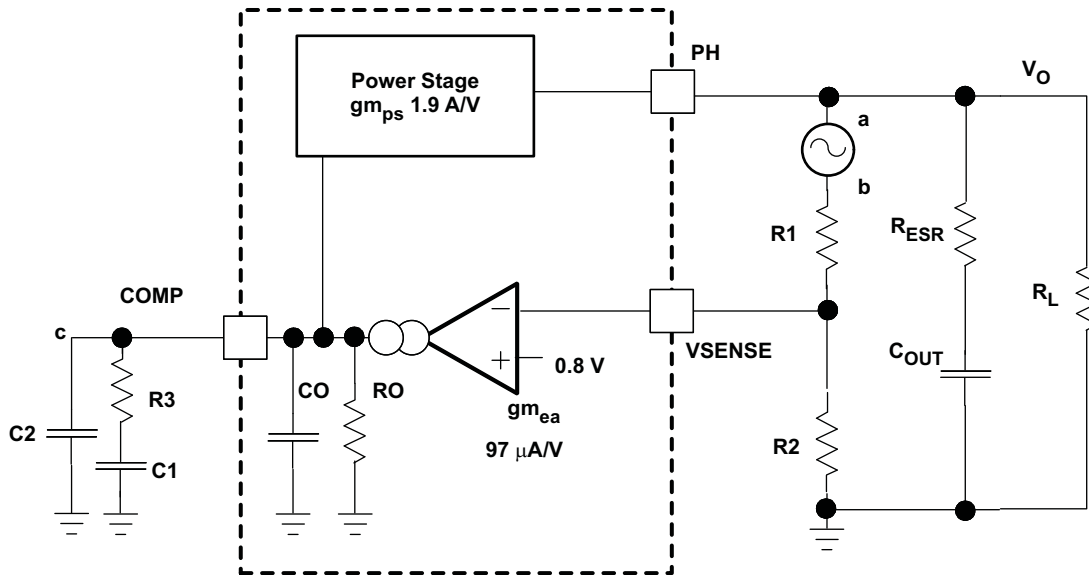 PH
Power Stage
gm_ps 1.9 A/V
V_O
a
b
R1
R_ESR
R_L
COMP
c
VSENSE
−
+
0.8 V
C_OUT
R3
CO
RO
gm_ea
97 μA/V
C2
C1
R2